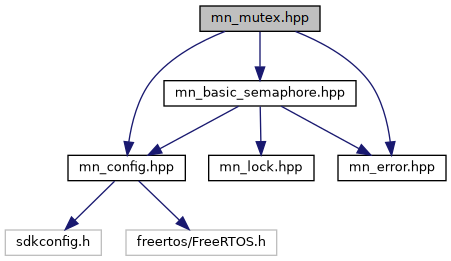 mn_mutex.hpp
mn_basic_semaphore.hpp
mn_config.hpp
mn_lock.hpp
mn_error.hpp
sdkconfig.h
freertos/FreeRTOS.h